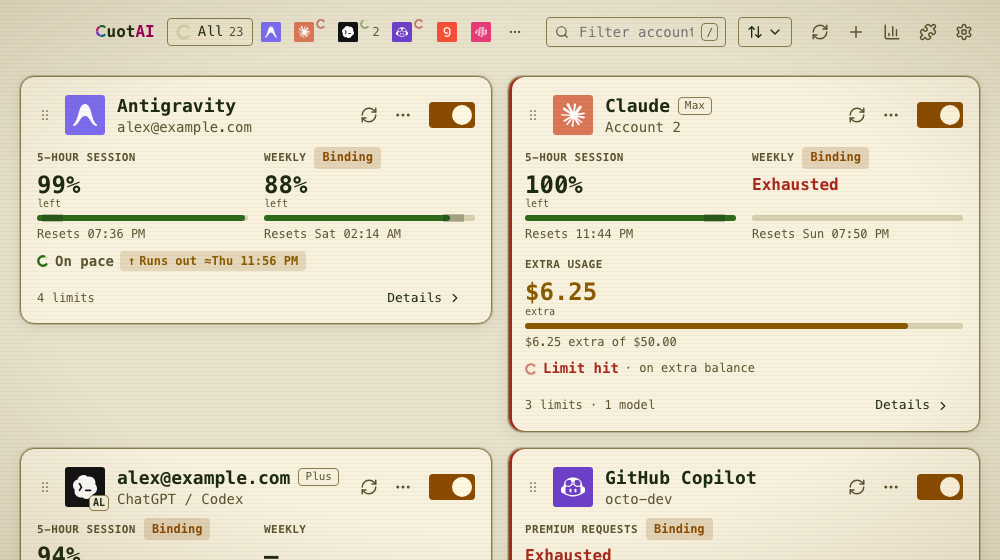 CuotAI All 23 2 ··· Filter account /
Antigravity
alex@example.com
5-HOUR SESSION WEEKLY Binding
99% 88%
left left
Resets 07:36 PM Resets Sat 02:14 AM
On pace ↑ Runs out ≈Thu 11:56 PM
4 limits Details
Claude Max
Account 2
5-HOUR SESSION WEEKLY Binding
100% Exhausted
left
Resets 11:44 PM Resets Sun 07:50 PM
EXTRA USAGE
$6.25
extra
$6.25 extra of $50.00
Limit hit · on extra balance
3 limits · 1 model Details
alex@example.com Plus
AL ChatGPT / Codex
5-HOUR SESSION Binding WEEKLY
94% —
GitHub Copilot
octo-dev
PREMIUM REQUESTS Binding
Exhausted